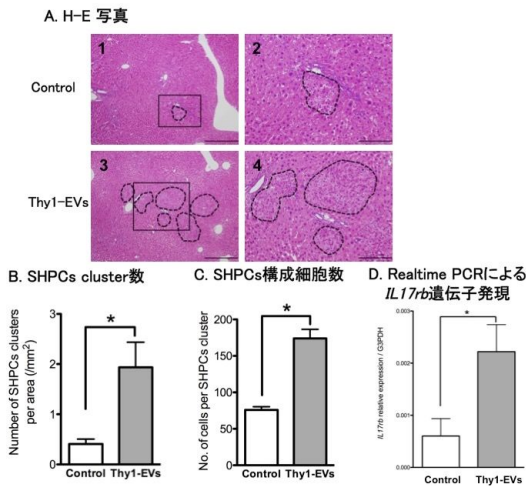 A. H-E 写真
1
2
Control
3
4
Thy1-EVs
B. SHPCs cluster数
C. SHPCs構成細胞数
D. Realtime PCRによる
IL17rb遺伝子発現
Number of SHPCs clusters
per area (/mm²)
3
2
1
0
*
Control
Thy1-EVs
No. of cells per SHPCs cluster
200
150
100
50
0
*
Control
Thy1-EVs
IL17rb relative expression / G3PDH
0.003
0.002
0.001
0.000
*
Control
Thy1-EVs